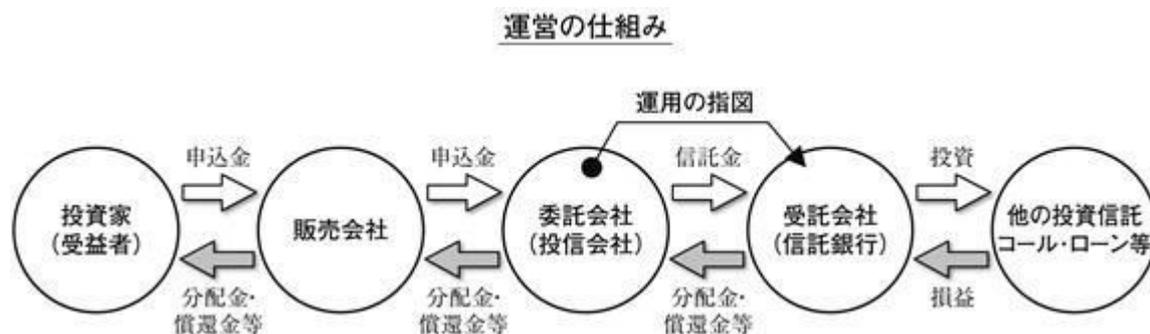 運営の仕組み
運用の指図
申込金
申込金
信託金
投資
投資家
(受益者)
販売会社
委託会社
(投信会社)
受託会社
(信託銀行)
他の投資信託
コール・ローン等
分配金・
償還金等
分配金・
償還金等
分配金・
償還金等
損益